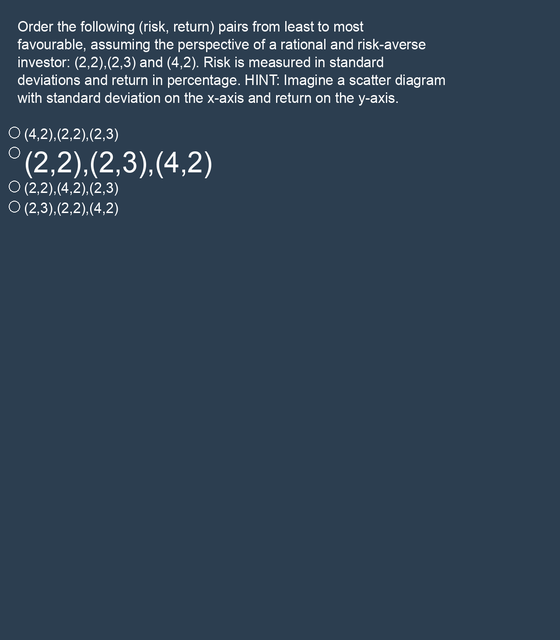 Order the following (risk, return) pairs from least to most
favourable, assuming the perspective of a rational and risk-averse
investor: (2,2),(2,3) and (4,2). Risk is measured in standard
deviations and return in percentage. HINT: Imagine a scatter diagram
with standard deviation on the x-axis and return on the y-axis.
(4,2),(2,2),(2,3)
(2,2),(2,3),(4,2)
(2,2),(4,2),(2,3)
(2,3),(2,2),(4,2)